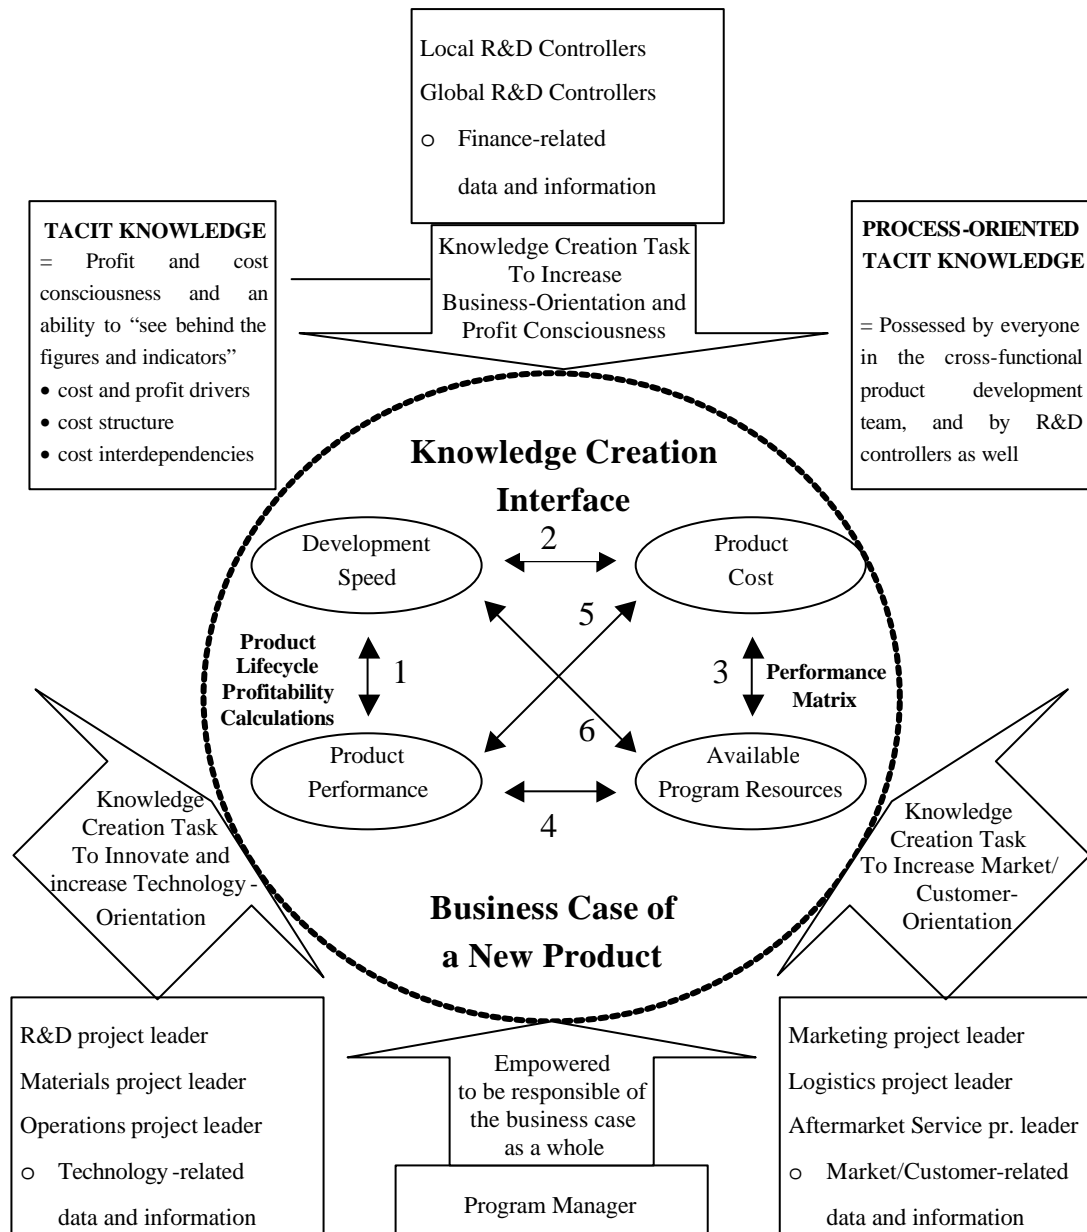 Local R&D Controllers
Global R&D Controllers
o Finance-related
data and information
TACIT KNOWLEDGE
= Profit and cost
consciousness and an
ability to “see behind the
figures and indicators”
• cost and profit drivers
• cost structure
• cost interdependencies
Knowledge Creation Task
To Increase
Business-Orientation and
Profit Consciousness
PROCESS-ORIENTED
TACIT KNOWLEDGE
= Possessed by everyone
in the cross-functional
product development
team, and by R&D
controllers as well
Knowledge Creation
Interface
Development
Speed
2
Product
Cost
5
Product
Lifecycle
Profitability
Calculations
1
3
Performance
Matrix
6
Product
Performance
4
Available
Program Resources
Knowledge
Creation Task
To Innovate and
increase Technology-
Orientation
Knowledge
Creation Task
To Increase Market/
Customer-
Orientation
Business Case of
a New Product
R&D project leader
Materials project leader
Operations project leader
o Technology-related
data and information
Empowered
to be responsible of
the business case
as a whole
Program Manager
Marketing project leader
Logistics project leader
Aftermarket Service pr. leader
o Market/Customer-related
data and information